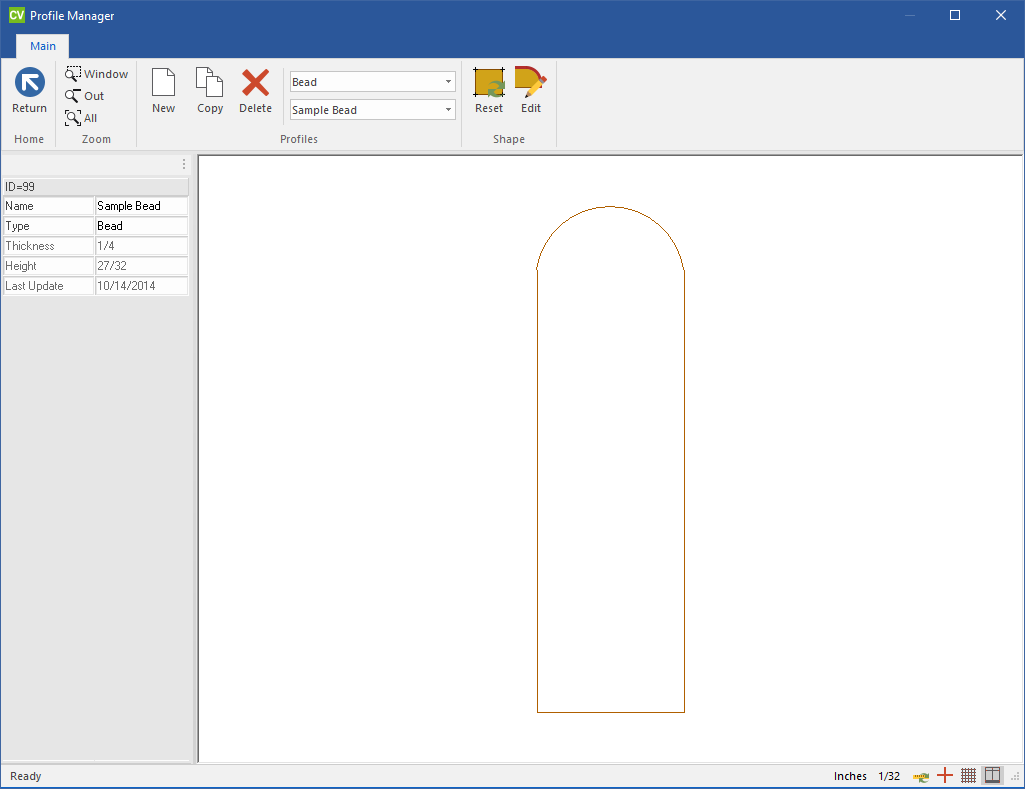 CV Profile Manager
Main
Return
Home
Window
Out
All
Zoom
New
Copy
Delete
Bead
Sample Bead
Profiles
Reset
Edit
Shape
ID=99
Name Sample Bead
Type Bead
Thickness 1/4
Height 27/32
Last Update 10/14/2014
Ready
Inches 1/32